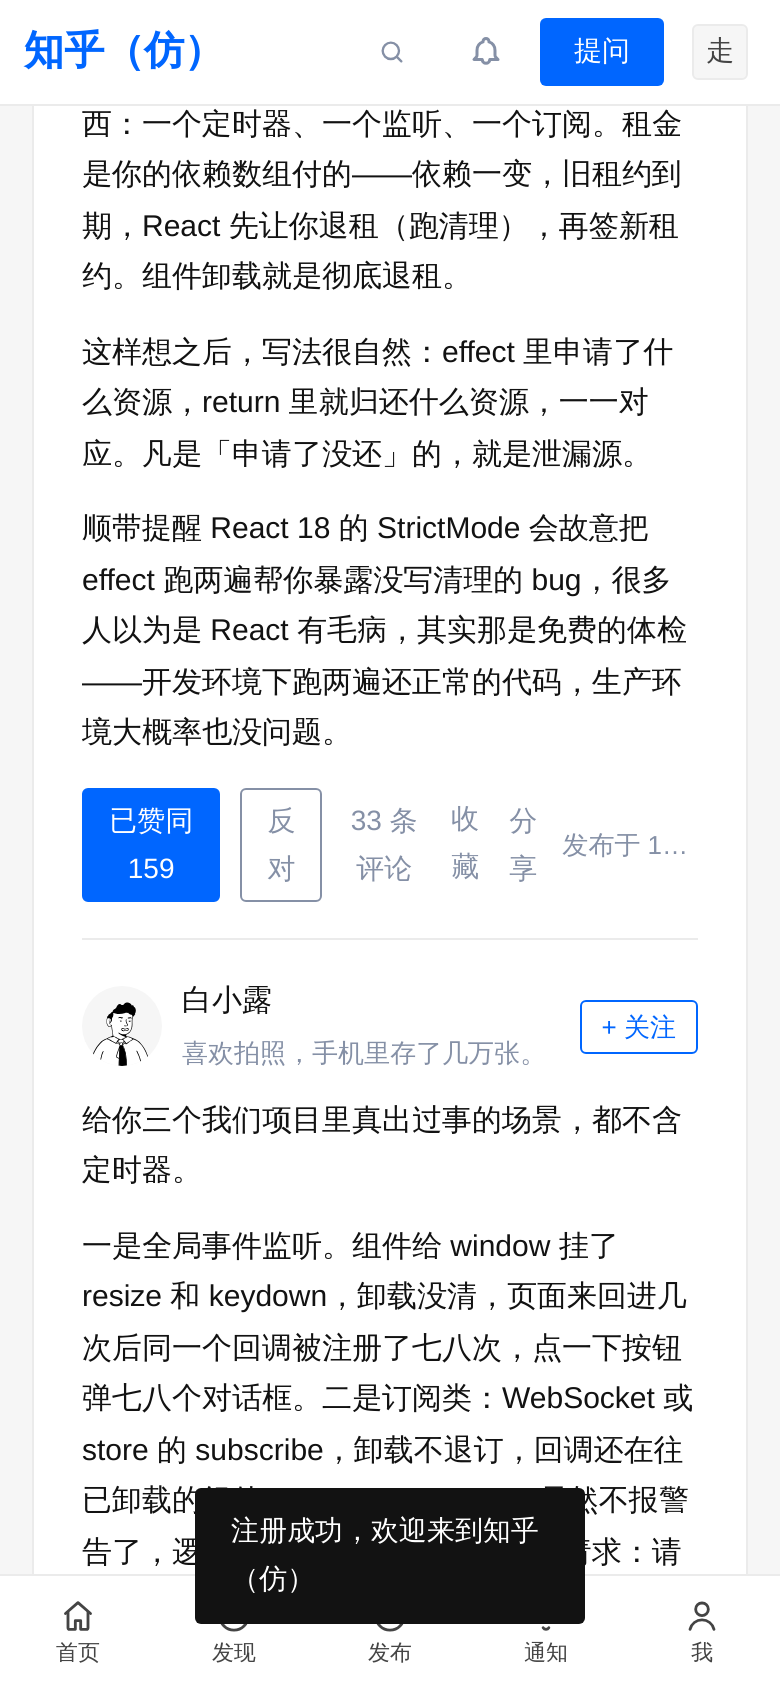 知乎（仿）
提问
走
西：一个定时器、一个监听、一个订阅。租金
是你的依赖数组付的——依赖一变，旧租约到
期，React 先让你退租（跑清理），再签新租
约。组件卸载就是彻底退租。
这样想之后，写法很自然：effect 里申请了什
么资源，return 里就归还什么资源，一一对
应。凡是「申请了没还」的，就是泄漏源。
顺带提醒 React 18 的 StrictMode 会故意把
effect 跑两遍帮你暴露没写清理的 bug，很多
人以为是 React 有毛病，其实那是免费的体检
——开发环境下跑两遍还正常的代码，生产环
境大概率也没问题。
已赞同
159
反
对
33 条
评论
收
藏
分
享
发布于 1…
白小露
喜欢拍照，手机里存了几万张。
+ 关注
给你三个我们项目里真出过事的场景，都不含
定时器。
一是全局事件监听。组件给 window 挂了
resize 和 keydown，卸载没清，页面来回进几
次后同一个回调被注册了七八次，点一下按钮
弹七八个对话框。二是订阅类：WebSocket 或
store 的 subscribe，卸载不退订，回调还在往
已卸载的 然不报警
告了，逻 请求：请
注册成功，欢迎来到知乎
（仿）
首页
发现
发布
通知
我